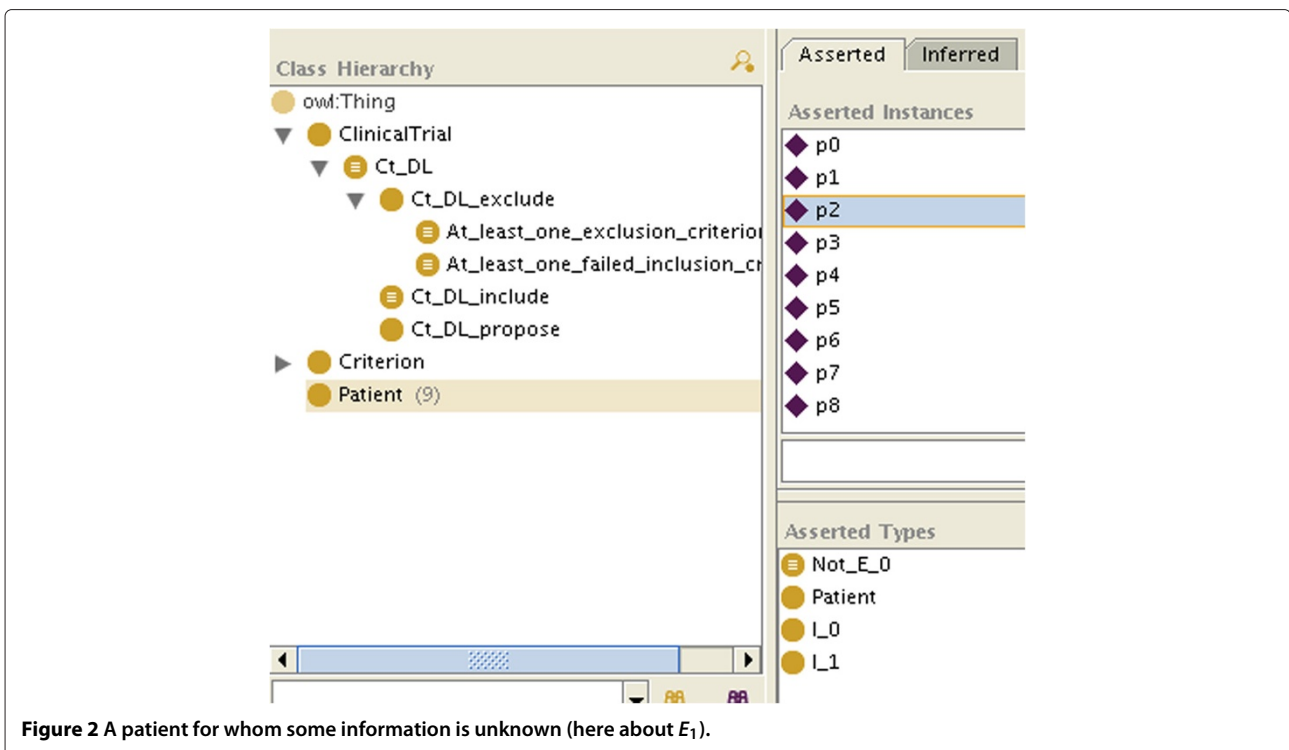 Class Hierarchy
owl:Thing
ClinicalTrial
Ct_DL
Ct_DL_exclude
At_least_one_exclusion_criterio
At_least_one_failed_inclusion_cr
Ct_DL_include
Ct_DL_propose
Criterion
Patient (9)
Asserted Inferred
Asserted Instances
p0
p1
p2
p3
p4
p5
p6
p7
p8
Asserted Types
Not_E_0
Patient
I_0
I_1
Figure 2 A patient for whom some information is unknown (here about E₁).